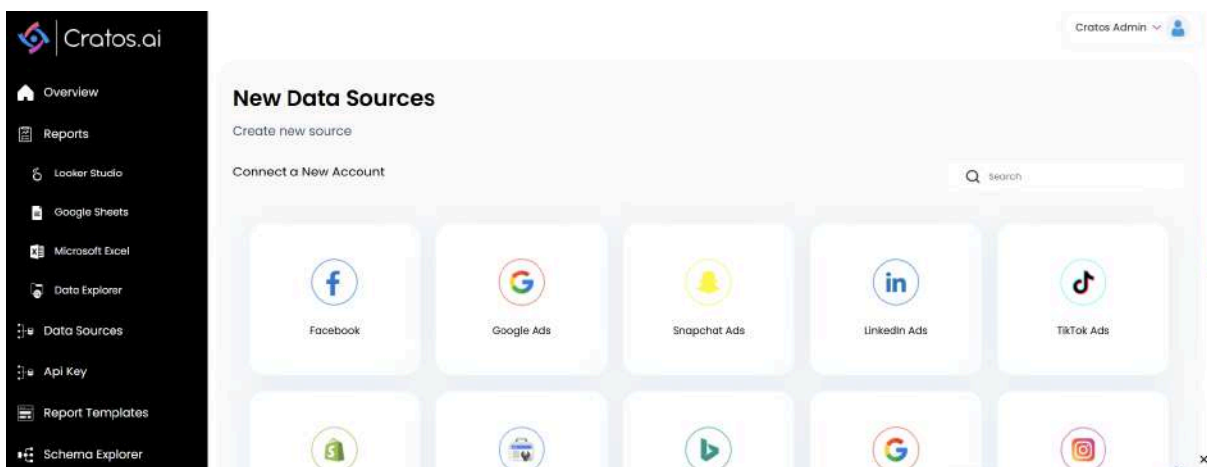 Cratos.ai
Cratos Admin
Overview
Reports
Looker Studio
Google Sheets
Microsoft Excel
Data Explorer
Data Sources
Api Key
Report Templates
Schema Explorer
New Data Sources
Create new source
Connect a New Account
Search
Facebook
Google Ads
Snapchat Ads
LinkedIn Ads
TikTok Ads